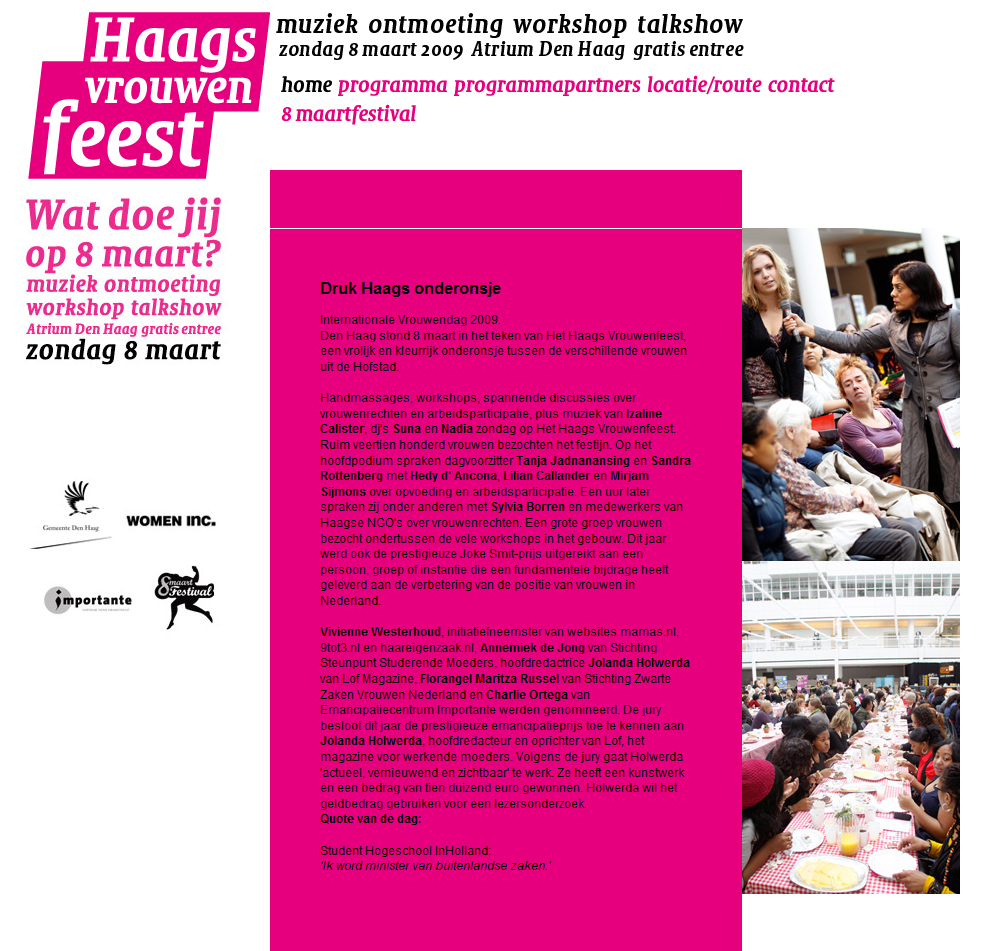 Haags
vrouwen
feest
muziek ontmoeting workshop talkshow
zondag 8 maart 2009 Atrium Den Haag gratis entree
home programma programmapartners locatie/route contact
8 maartfestival
Wat doe jij
op 8 maart?
muziek ontmoeting
workshop talkshow
Atrium Den Haag gratis entree
zondag 8 maart
Gemeente Den Haag
WOMEN INC.
importante
8 maart
Festival
Druk Haags onderonsje
Internationale Vrouwendag 2009.
Den Haag stond 8 maart in het teken van Het Haags Vrouwenfeest,
een vrolijk en kleurrijk onderonsje tussen de verschillende vrouwen
uit de Hofstad.
Handmassages, workshops, spannende discussies over
vrouwenrechten en arbeidsparticipatie, plus muziek van Izaline
Calister, dj's Suna en Nadia zondag op Het Haags Vrouwenfeest.
Ruim veertien honderd vrouwen bezochten het festijn. Op het
hoofdpodium spraken dagvoorzitter Tanja Jadnanansing en Sandra
Rottenberg met Hedy d' Ancona, Lilian Callander en Mirjam
Sijmons over opvoeding en arbeidsparticipatie. Een uur later
spraken zij onder anderen met Sylvia Borren en medewerkers van
Haagse NGO's over vrouwenrechten. Een grote groep vrouwen
bezocht ondertussen de vele workshops in het gebouw. Dit jaar
werd ook de prestigieuze Joke Smit-prijs uitgereikt aan een
persoon, groep of instantie die een fundamentele bijdrage heeft
geleverd aan de verbetering van de positie van vrouwen in
Nederland.
Vivienne Westerhoud, initiatiefneemster van websites mamas.nl,
9tot3.nl en haareigenzaak.nl, Annemiek de Jong van Stichting
Steunpunt Studerende Moeders, hoofdredactrice Jolanda Holwerda
van Lof Magazine, Florangel Maritza Russel van Stichting Zwarte
Zaken Vrouwen Nederland en Charlie Ortega van
Emancipatiecentrum Importante werden genomineerd. De jury
besloot dit jaar de prestigieuze emancipatieprijs toe te kennen aan
Jolanda Holwerda, hoofdredacteur en oprichter van Lof, het
magazine voor werkende moeders. Volgens de jury gaat Holwerda
'actueel, vernieuwend en zichtbaar' te werk. Ze heeft een kunstwerk
en een bedrag van tien duizend euro gewonnen. Holwerda wil het
geldbedrag gebruiken voor een lezersonderzoek.
Quote van de dag:
Student Hogeschool InHolland:
'Ik word minister van buitenlandse zaken.'